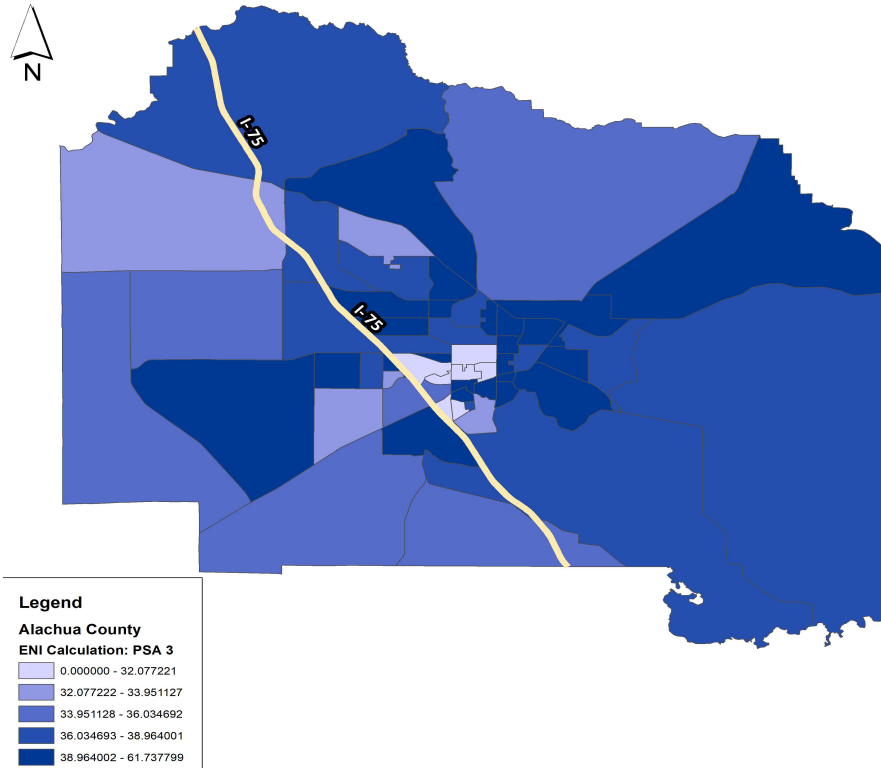 N
I-75
I-75
Legend
Alachua County
ENI Calculation: PSA 3
0.000000 - 32.077221
32.077222 - 33.951127
33.951128 - 36.034692
36.034693 - 38.964001
38.964002 - 61.737799